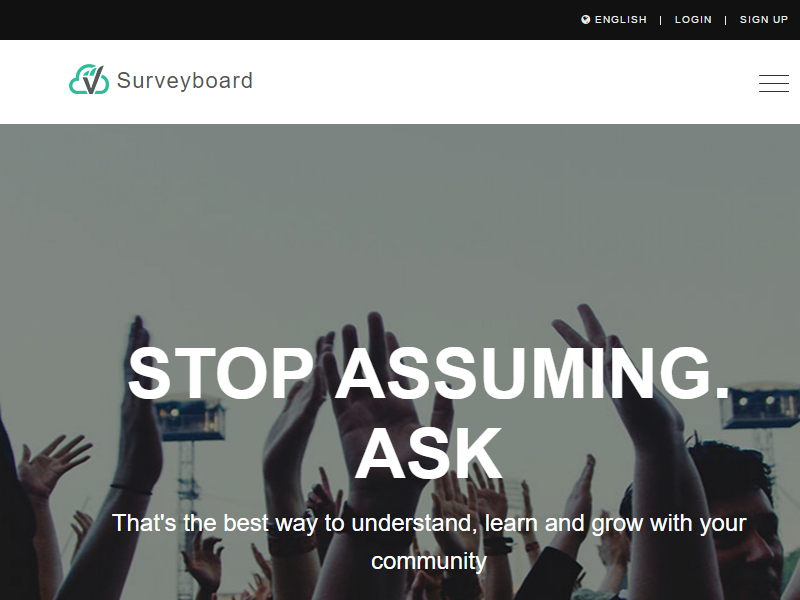 ENGLISH | LOGIN | SIGN UP
Surveyboard
STOP ASSUMING.
ASK
That's the best way to understand, learn and grow with your
community